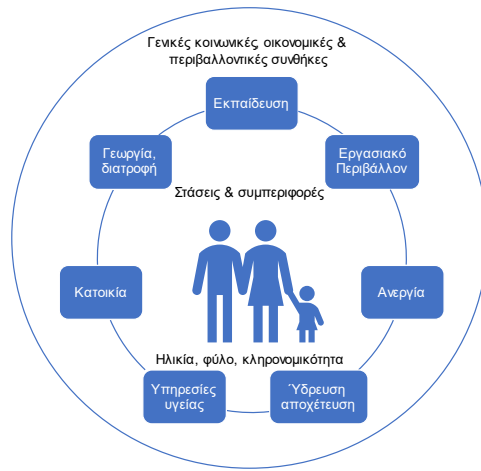 Γενικές κοινωνικές, οικονομικές &
περιβαλλοντικές συνθήκες
Εκπαίδευση
Γεωργία,
διατροφή
Εργασιακό
Περιβάλλον
Στάσεις & συμπεριφορές
Κατοικία
Ανεργία
Ηλικία, φύλο, κληρονομικότητα
Υπηρεσίες
υγείας
Ύδρευση
αποχέτευση